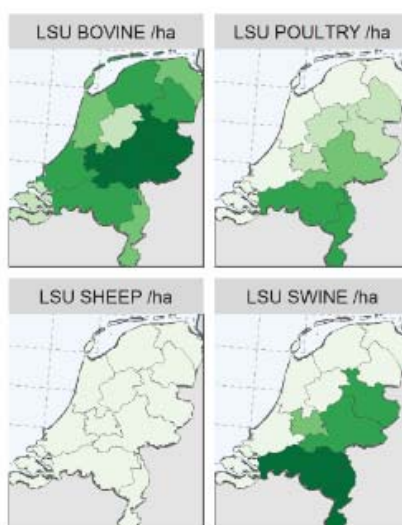 LSU BOVINE /ha
LSU POULTRY /ha
LSU SHEEP /ha
LSU SWINE /ha